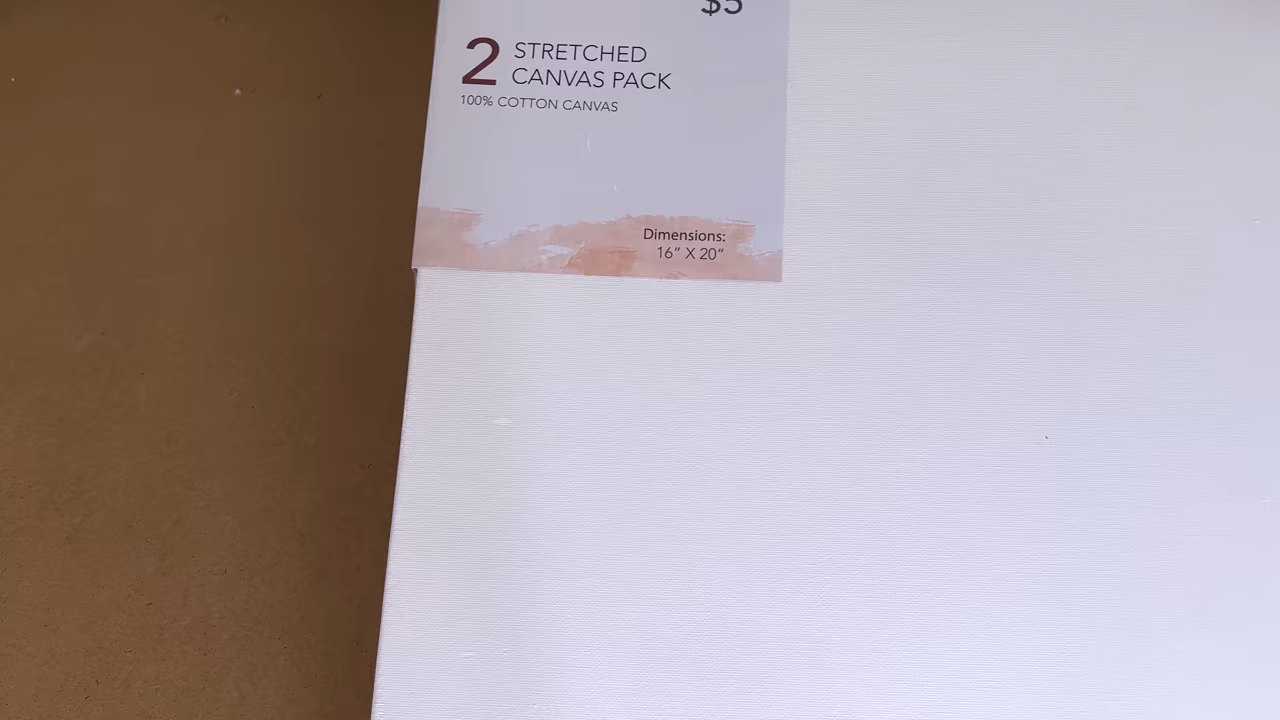 $5
2 STRETCHED
CANVAS PACK
100% COTTON CANVAS
Dimensions:
16” X 20”